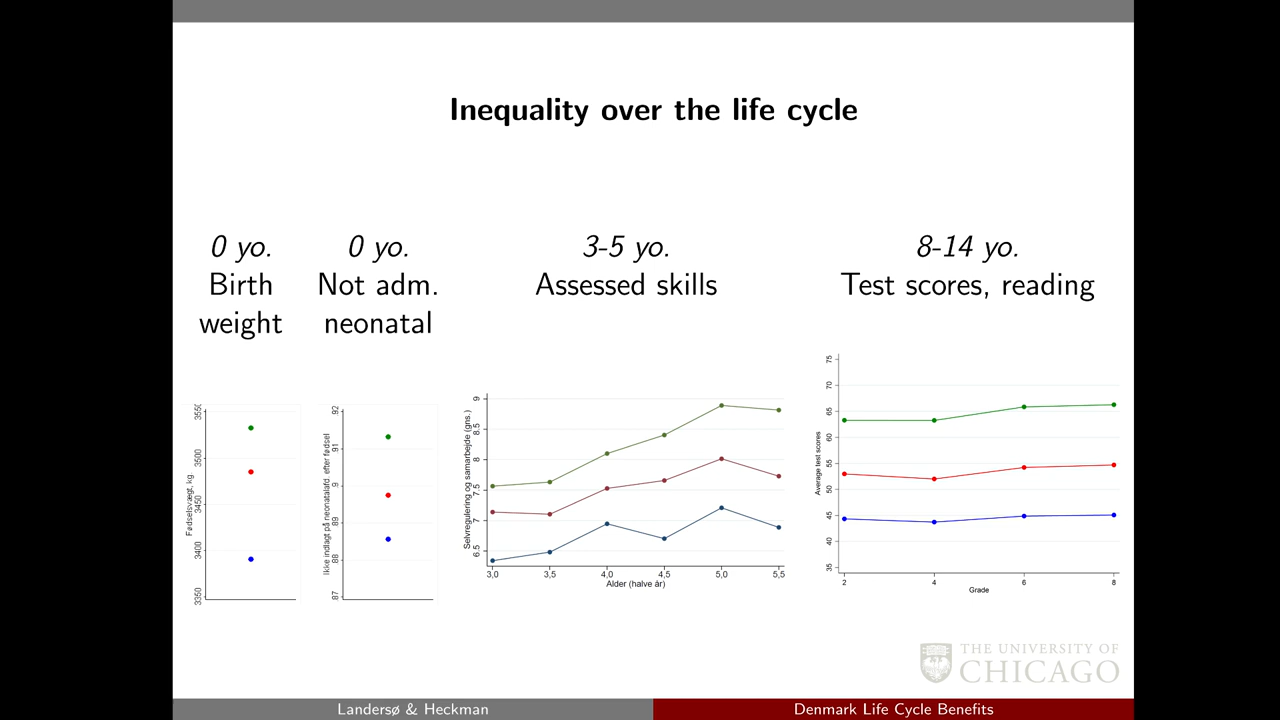 Inequality over the life cycle
0 yo.
Birth
weight
0 yo.
Not adm.
neonatal
3-5 yo.
Assessed skills
8-14 yo.
Test scores, reading
Fødselsvægt, kg.
3350
3400
3450
3500
3550
Ikke indlagt på neonatalafd. efter fødsel
87
88
89
9
91
92
Selvregulering og samarbejde (gns.)
6.5
7
7.5
8
8.5
9
3,0 3,5 4,0 4,5 5,0 5,5
Alder (halve år)
Average test scores
35
40
45
50
55
60
65
70
75
2 4 6 8
Grade
THE UNIVERSITY OF
CHICAGO
Landersø & Heckman
Denmark Life Cycle Benefits